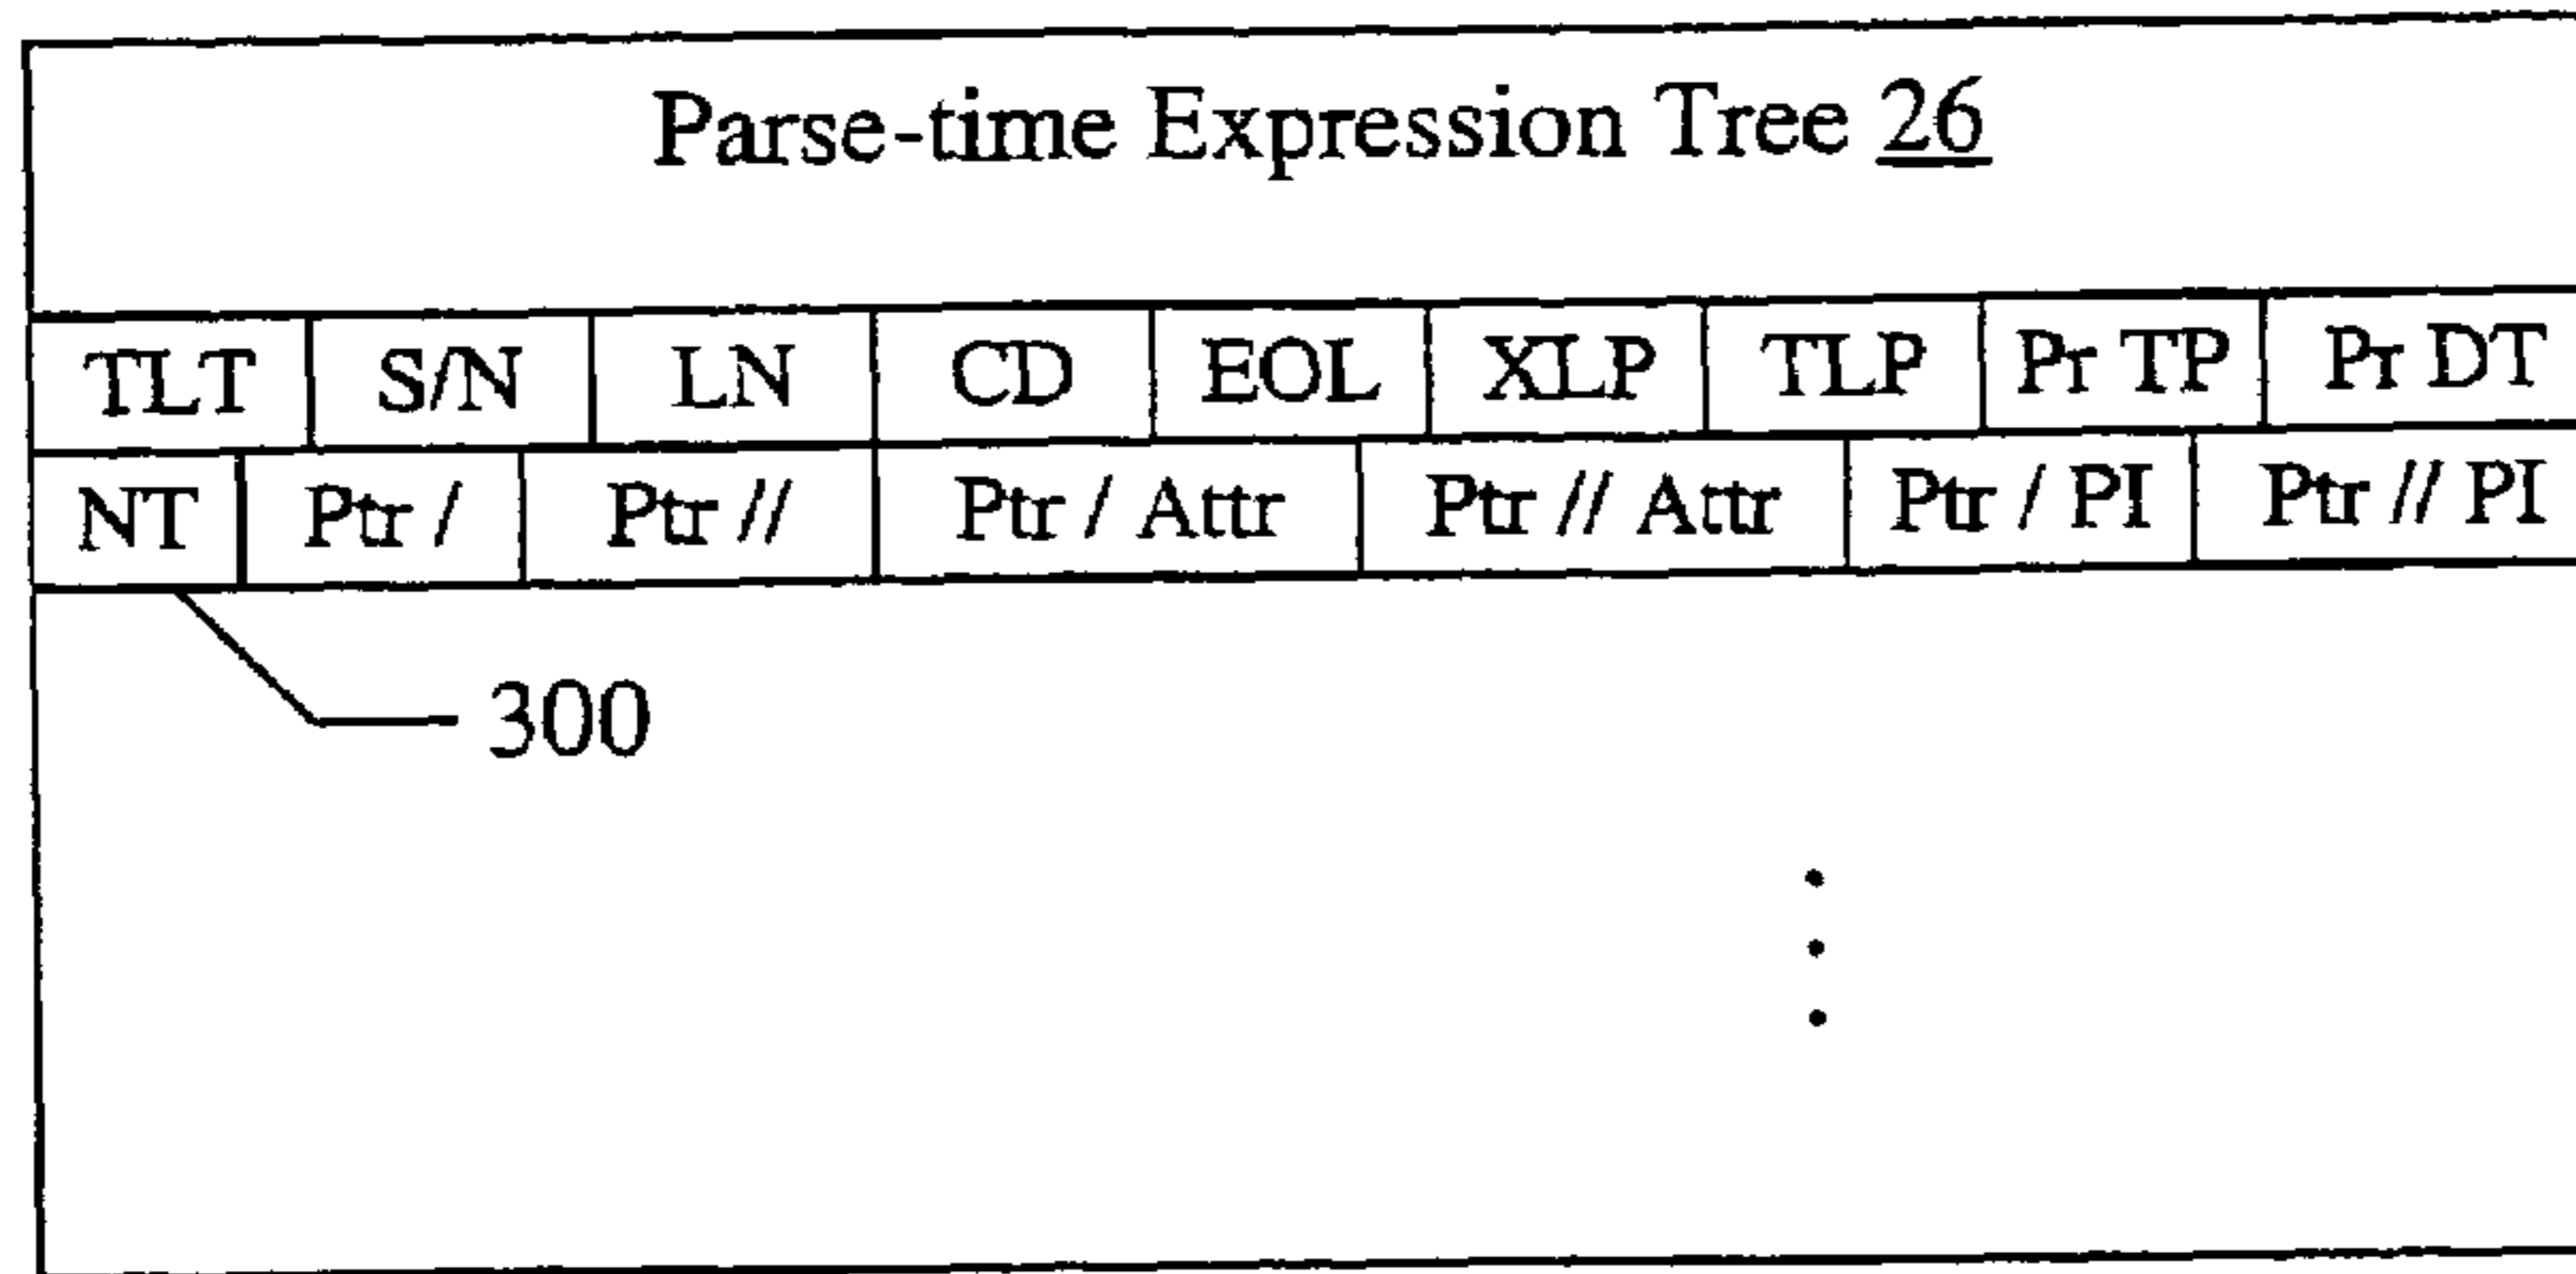 Parse-time Expression Tree 26
TLT S/N LN CD EOL XLP TLP Pr TP Pr DT
NT Ptr / Ptr // Ptr / Attr Ptr // Attr Ptr / PI Ptr // PI
300